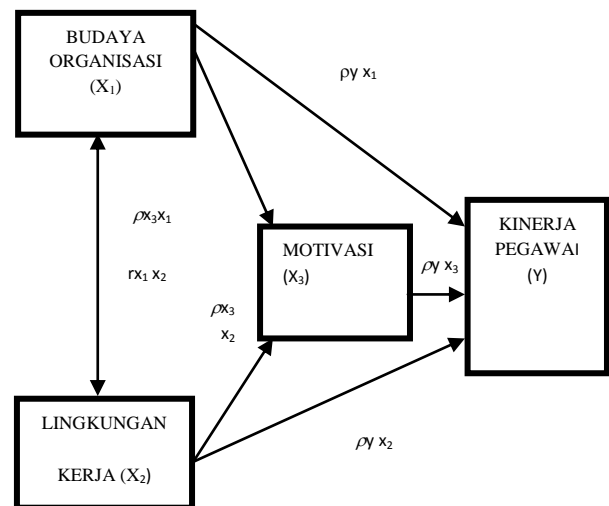 BUDAYA
ORGANISASI
(X₁)
ρy x₁
ρx₃x₁
rx₁ x₂
MOTIVASI
(X₃)
ρx₃
x₂
ρy x₃
KINERJA
PEGAWAI
(Y)
LINGKUNGAN
KERJA (X₂)
ρy x₂